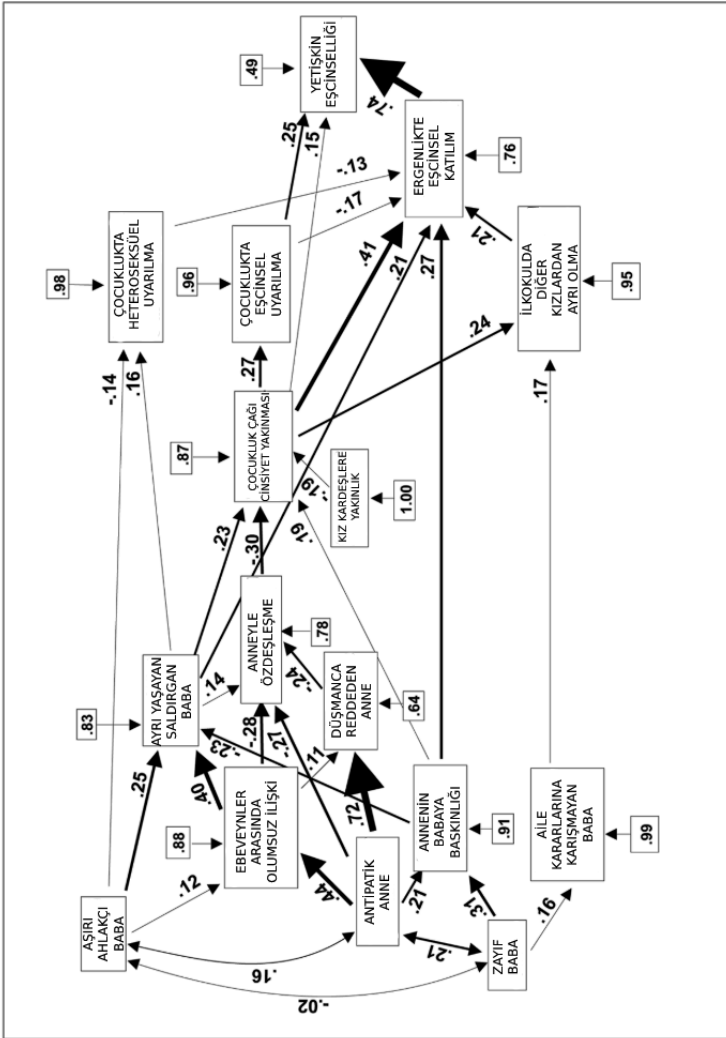 .49
YETİŞKİN
EŞCİNSELLİĞİ
.74
.25
.15
ERGENLİKTE
EŞCİNSEL
KATILIM
.76
-.13
-.17
.98
ÇOCUKLUKTA
HETEROSEKSÜEL
UYARILMA
.96
ÇOCUKLUKTA
EŞCİNSEL
UYARILMA
.41
.21
.27
.21
İLKOKULDA
DİĞER
KIZLARDAN
AYRI OLMA
.95
-.14
.16
.27
.24
.17
.87
ÇOCUKLUK ÇAĞI
CİNSİYET YAKINMASI
-.19
KIZ KARDEŞLERE
YAKINLIK
1.00
.23
-.30
.19
.83
AYRI YAŞAYAN
SALDIRGAN
BABA
.14
ANNEYLE
ÖZDEŞLEŞME
.78
-.24
DÜŞMANCA
REDDEDEN
ANNE
.64
.25
.40
-.23
-.28
-.27
.11
.88
EBEVEYNLER
ARASINDA
OLUMSUZ İLİŞKİ
.12
.44
.72
ANNENİN
BABAYA
BASKINLIĞI
.91
AİLE
KARARLARINA
KARIŞMAYAN
BABA
.99
AŞIRI
AHLAKÇI
BABA
ANTİPATİK
ANNE
.21
.31
.16
ZAYIF
BABA
.16
.21
-.02